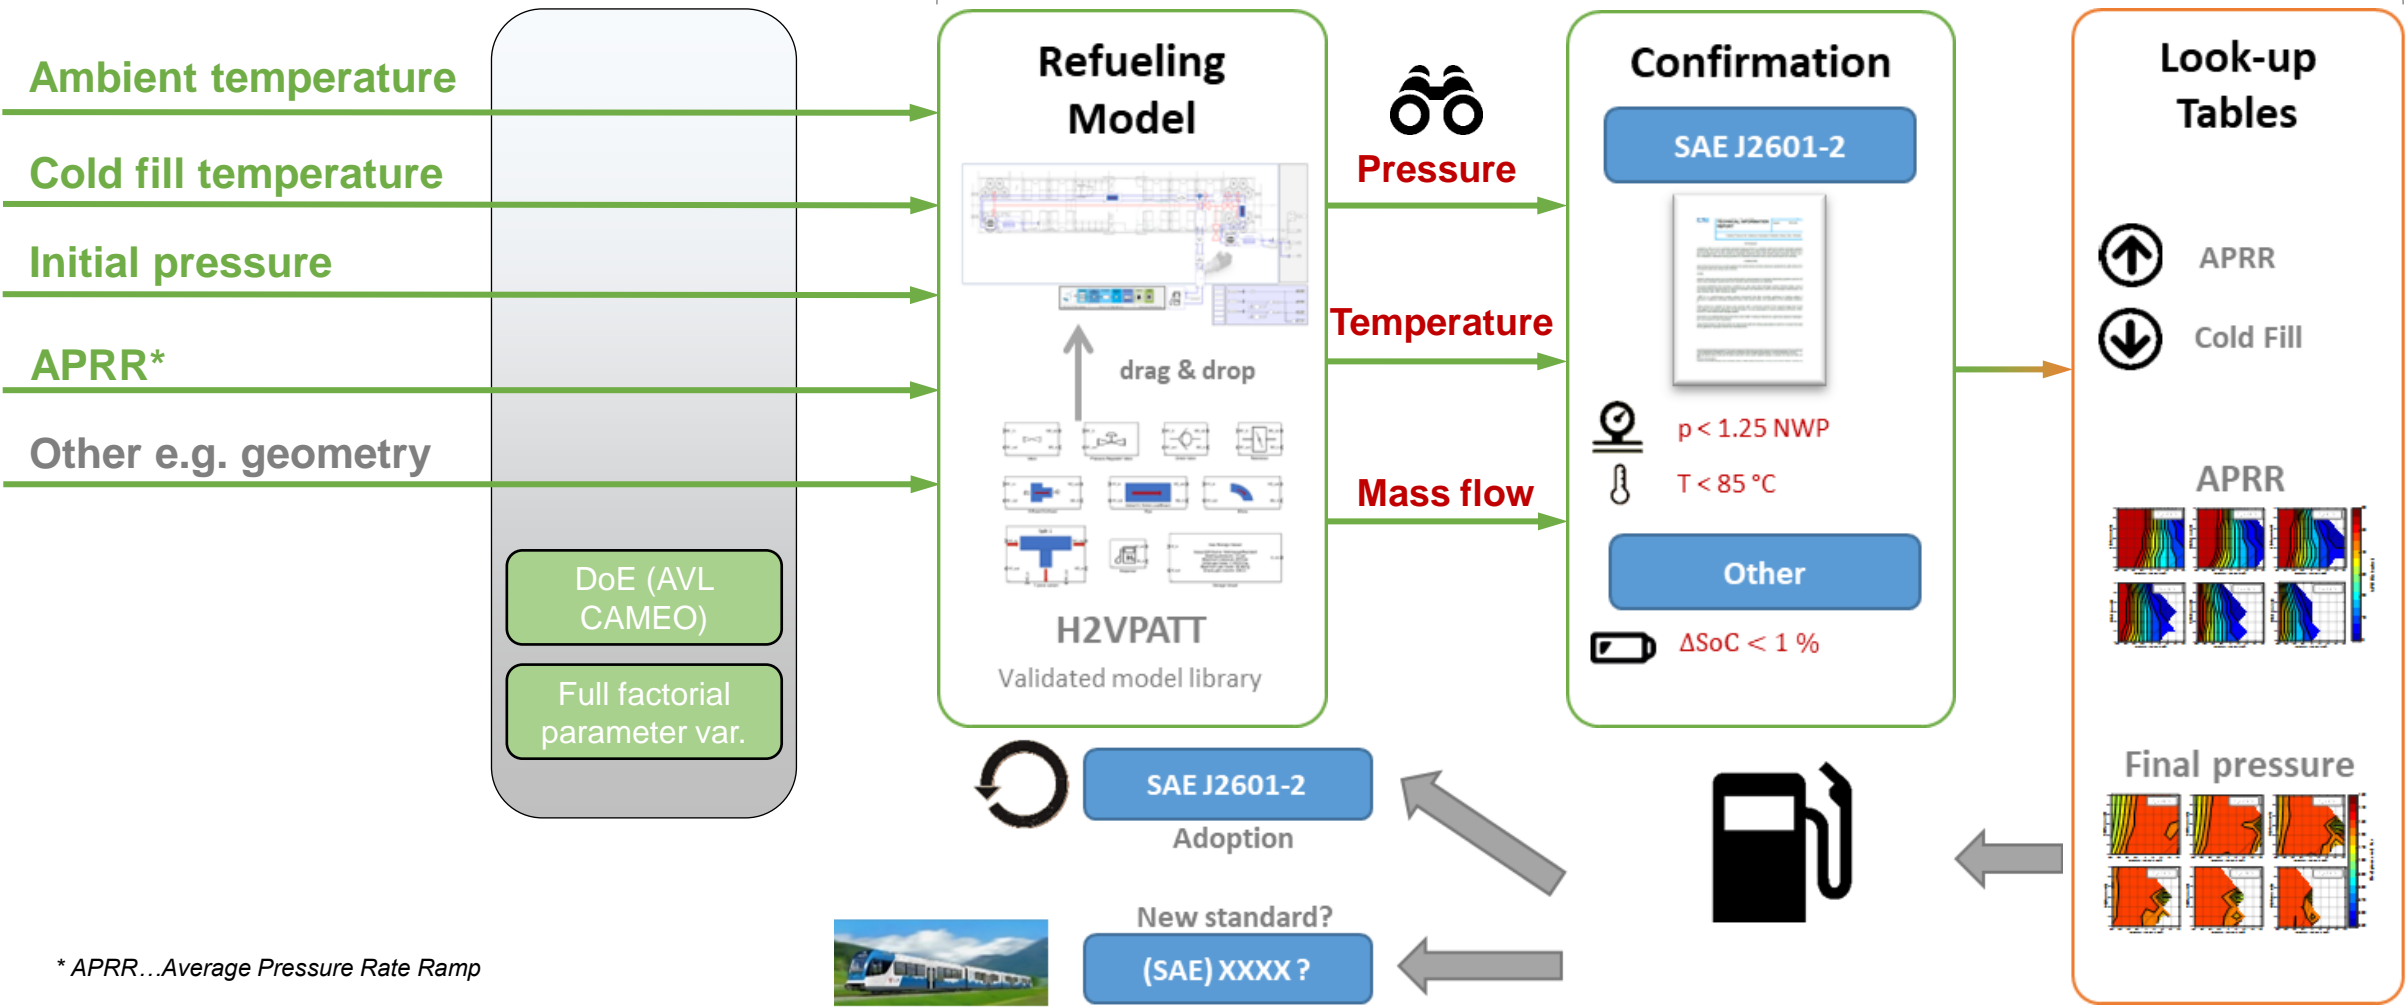 Ambient temperature
Cold fill temperature
Initial pressure
APRR*
Other e.g. geometry
DoE (AVL
CAMEO)
Full factorial
parameter var.
Refueling
Model
drag & drop
H2VPATT
Validated model library
Pressure
Temperature
Mass flow
Confirmation
SAE J2601-2
p < 1.25 NWP
T < 85 °C
Other
ΔSoC < 1 %
Look-up
Tables
APRR
Cold Fill
APRR
Final pressure
SAE J2601-2
Adoption
New standard?
(SAE) XXXX ?
* APRR…Average Pressure Rate Ramp